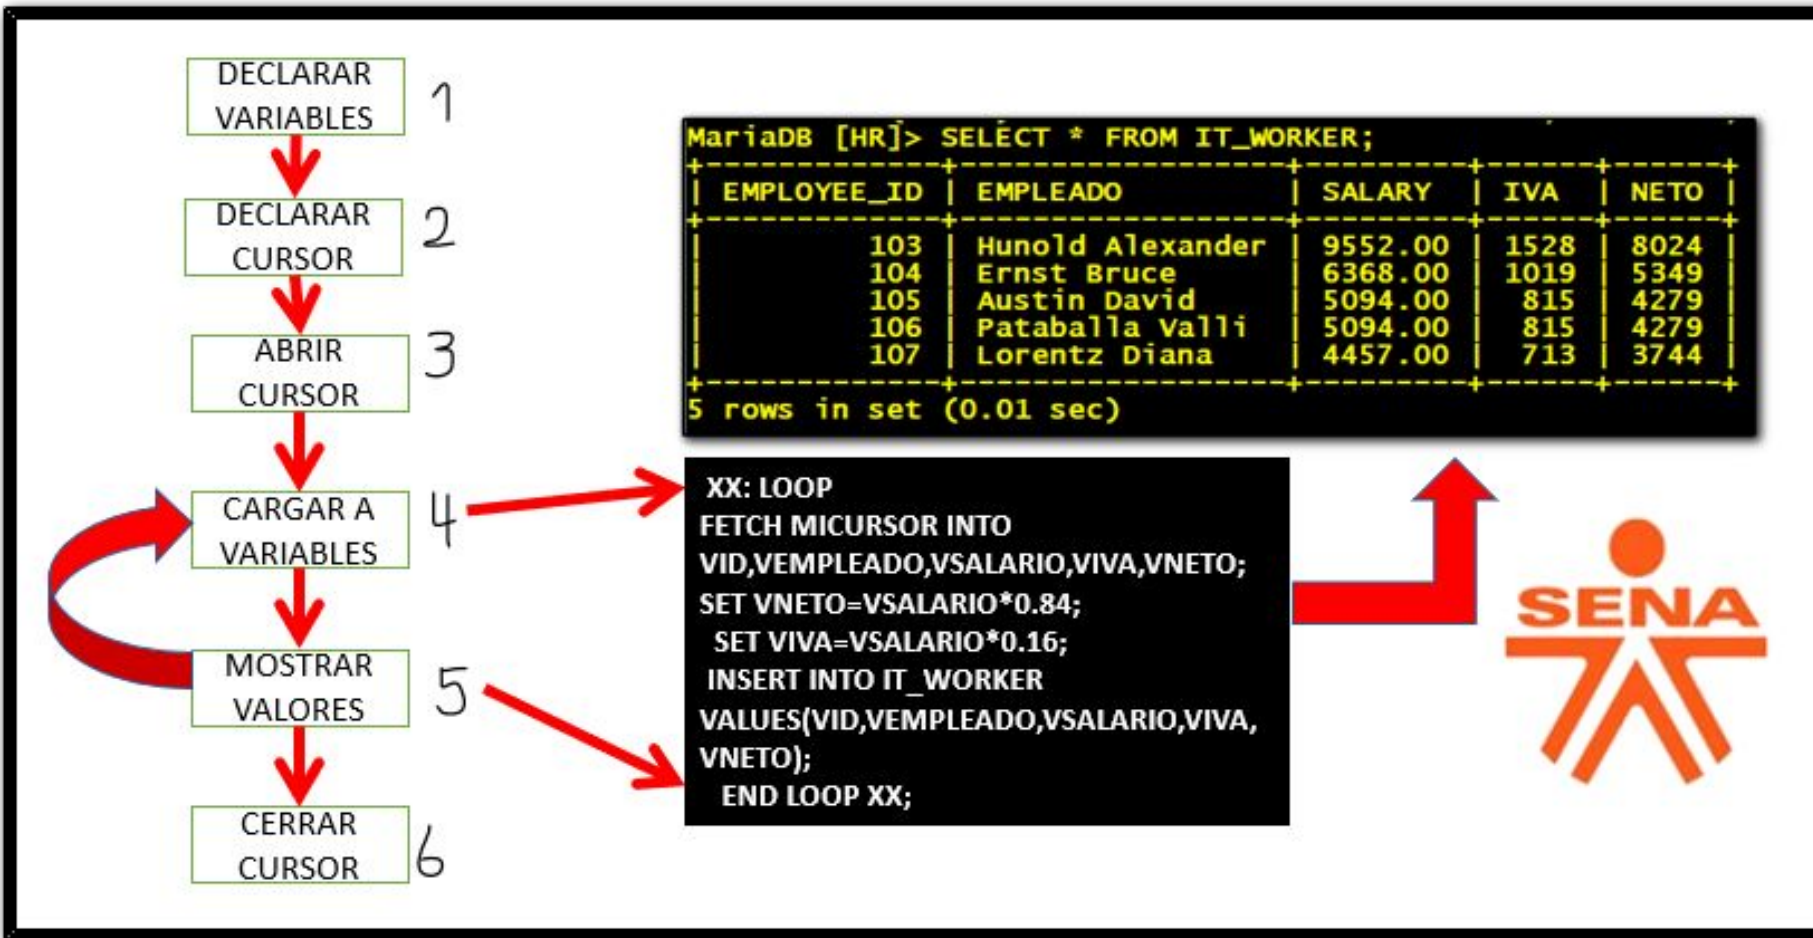 DECLARAR
VARIABLES
1
DECLARAR
CURSOR
2
ABRIR
CURSOR
3
CARGAR A
VARIABLES
4
MOSTRAR
VALORES
5
CERRAR
CURSOR
6
MariaDB [HR]> SELECT * FROM IT_WORKER;
+-------------+------------------+---------+------+------+
| EMPLOYEE_ID | EMPLEADO | SALARY | IVA | NETO |
+-------------+------------------+---------+------+------+
| 103 | Hunold Alexander | 9552.00 | 1528 | 8024 |
| 104 | Ernst Bruce | 6368.00 | 1019 | 5349 |
| 105 | Austin David | 5094.00 | 815 | 4279 |
| 106 | Pataballa Valli | 5094.00 | 815 | 4279 |
| 107 | Lorentz Diana | 4457.00 | 713 | 3744 |
+-------------+------------------+---------+------+------+
5 rows in set (0.01 sec)
XX: LOOP
FETCH MICURSOR INTO
VID,VEMPLEADO,VSALARIO,VIVA,VNETO;
SET VNETO=VSALARIO*0.84;
SET VIVA=VSALARIO*0.16;
INSERT INTO IT_WORKER
VALUES(VID,VEMPLEADO,VSALARIO,VIVA,
VNETO);
END LOOP XX;
SENA